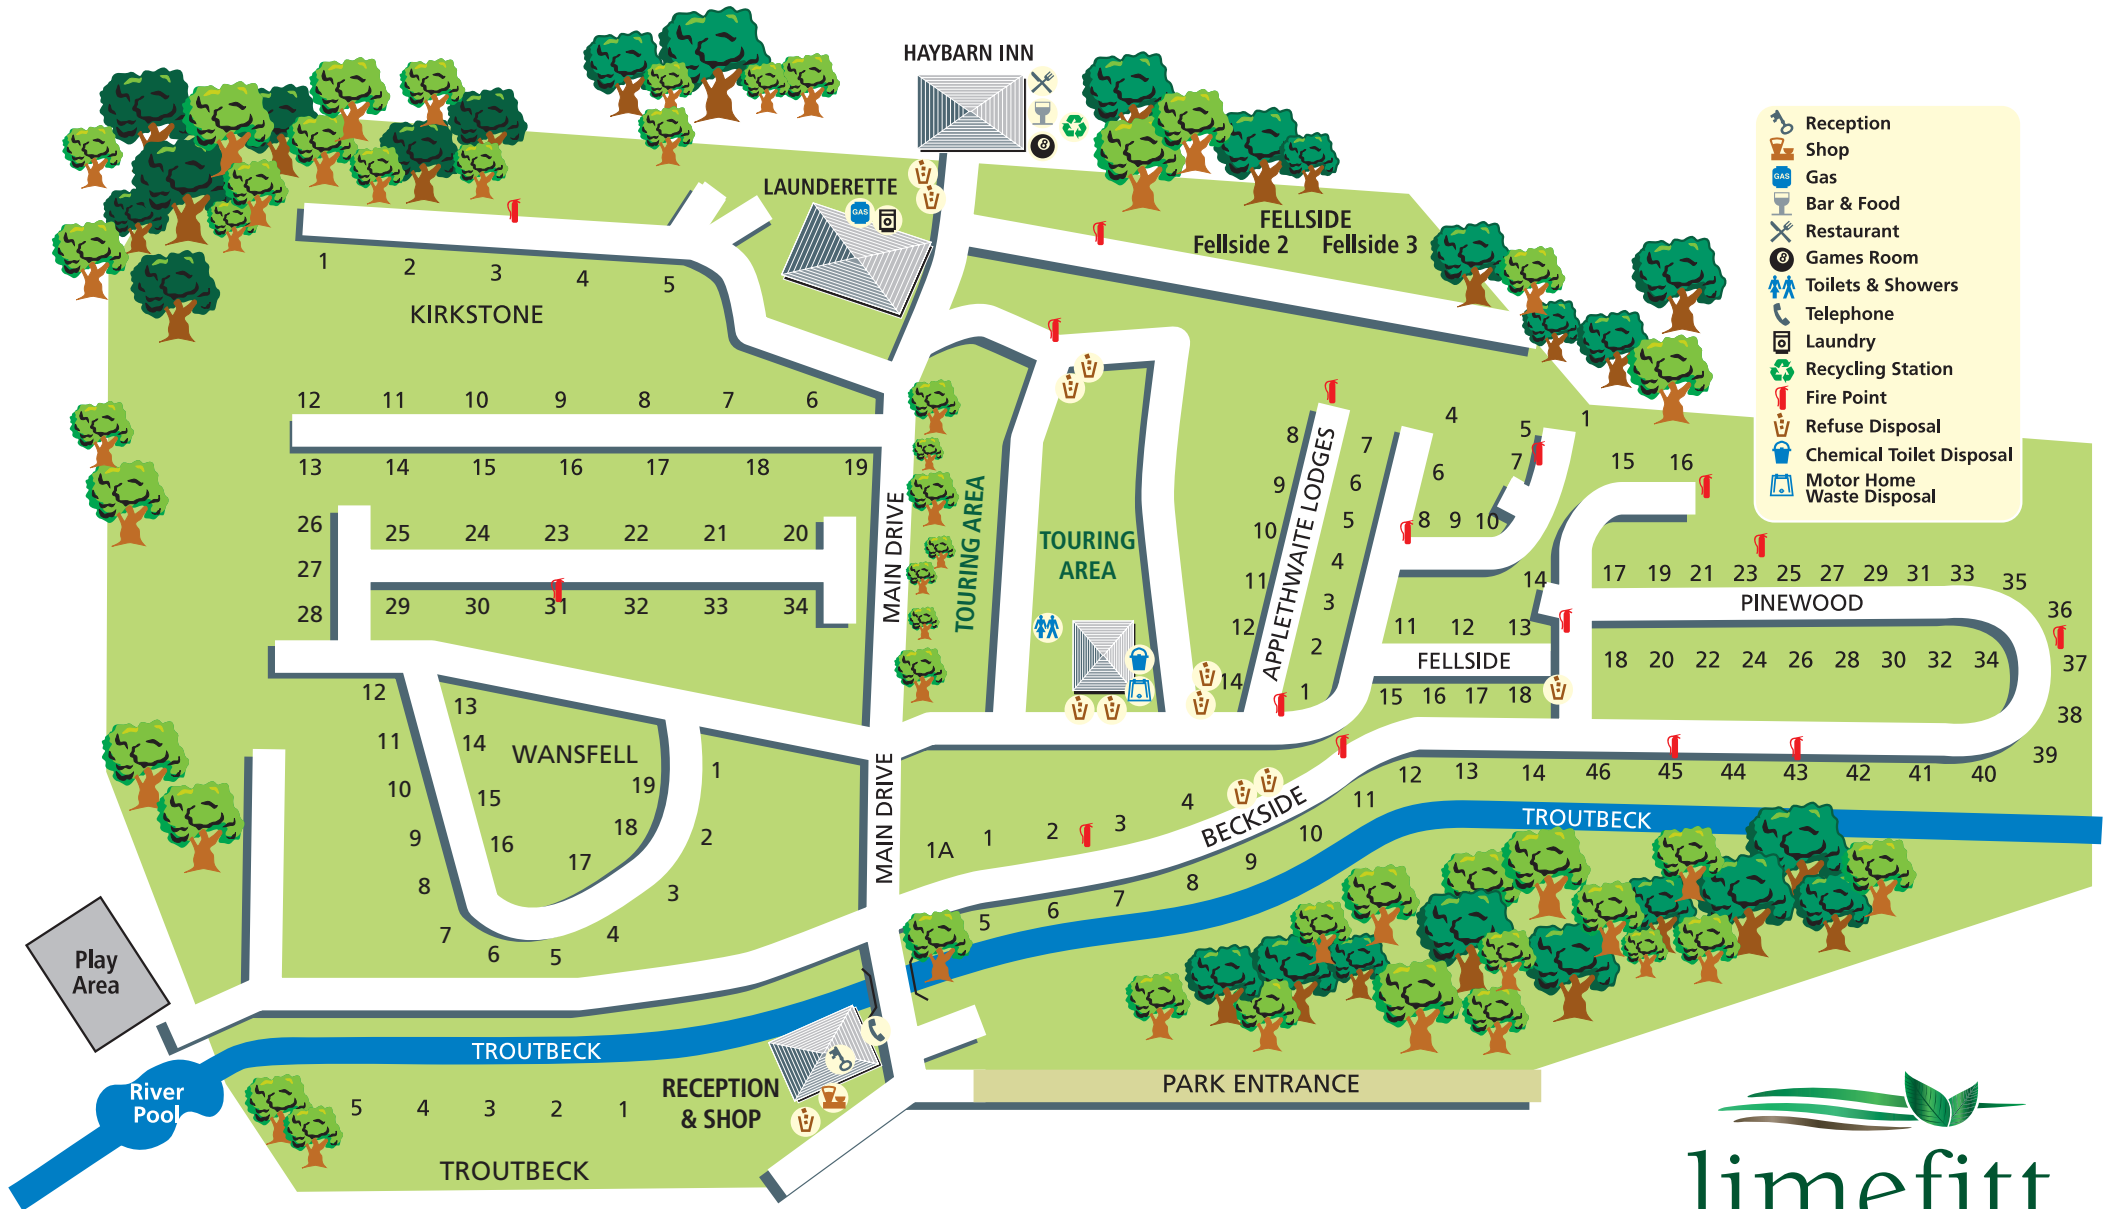 HAYBARN INN
8
LAUNDERETTE
GAS
FELLSIDE
Fellside 2 Fellside 3
Reception
Shop
GAS
Gas
Bar & Food
Restaurant
8
Games Room
Toilets & Showers
Telephone
Laundry
Recycling Station
Fire Point
Refuse Disposal
Chemical Toilet Disposal
Motor Home
Waste Disposal
1 2 3 4 5
KIRKSTONE
12 11 10 9 8 7 6
13 14 15 16 17 18 19
26 25 24 23 22 21 20
27
28 29 30 31 32 33 34
MAIN DRIVE
TOURING AREA
TOURING
AREA
8 7
9 6
10 5
11 4
12 3
14 2
1
APPLETHWAITE LODGES
4 5 1
6 7
8 9 10
15 16
14
11 12 13
FELLSIDE
15 16 17 18
17 19 21 23 25 27 29 31 33 35
PINEWOOD
36
18 20 22 24 26 28 30 32 34 37
38
39
12 13 14 46 45 44 43 42 41 40
12 13
11 14
WANSFELL
10 15
9 16
8 17 18 19
7 6 5 4 3 2 1
MAIN DRIVE
1A 1 2 3 4
BECKSIDE
5 6 7 8 9 10 11
TROUTBECK
Play
Area
TROUTBECK
River
Pool
5 4 3 2 1
RECEPTION
& SHOP
TROUTBECK
PARK ENTRANCE
limefitt